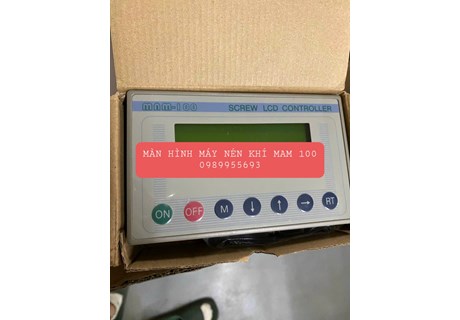 MAM-100
SCREW LCD CONTROLLER
MÀN HÌNH MÁY NÉN KHÍ MAM 100
0989955693
ON
OFF
M
↓
↑
→
RT